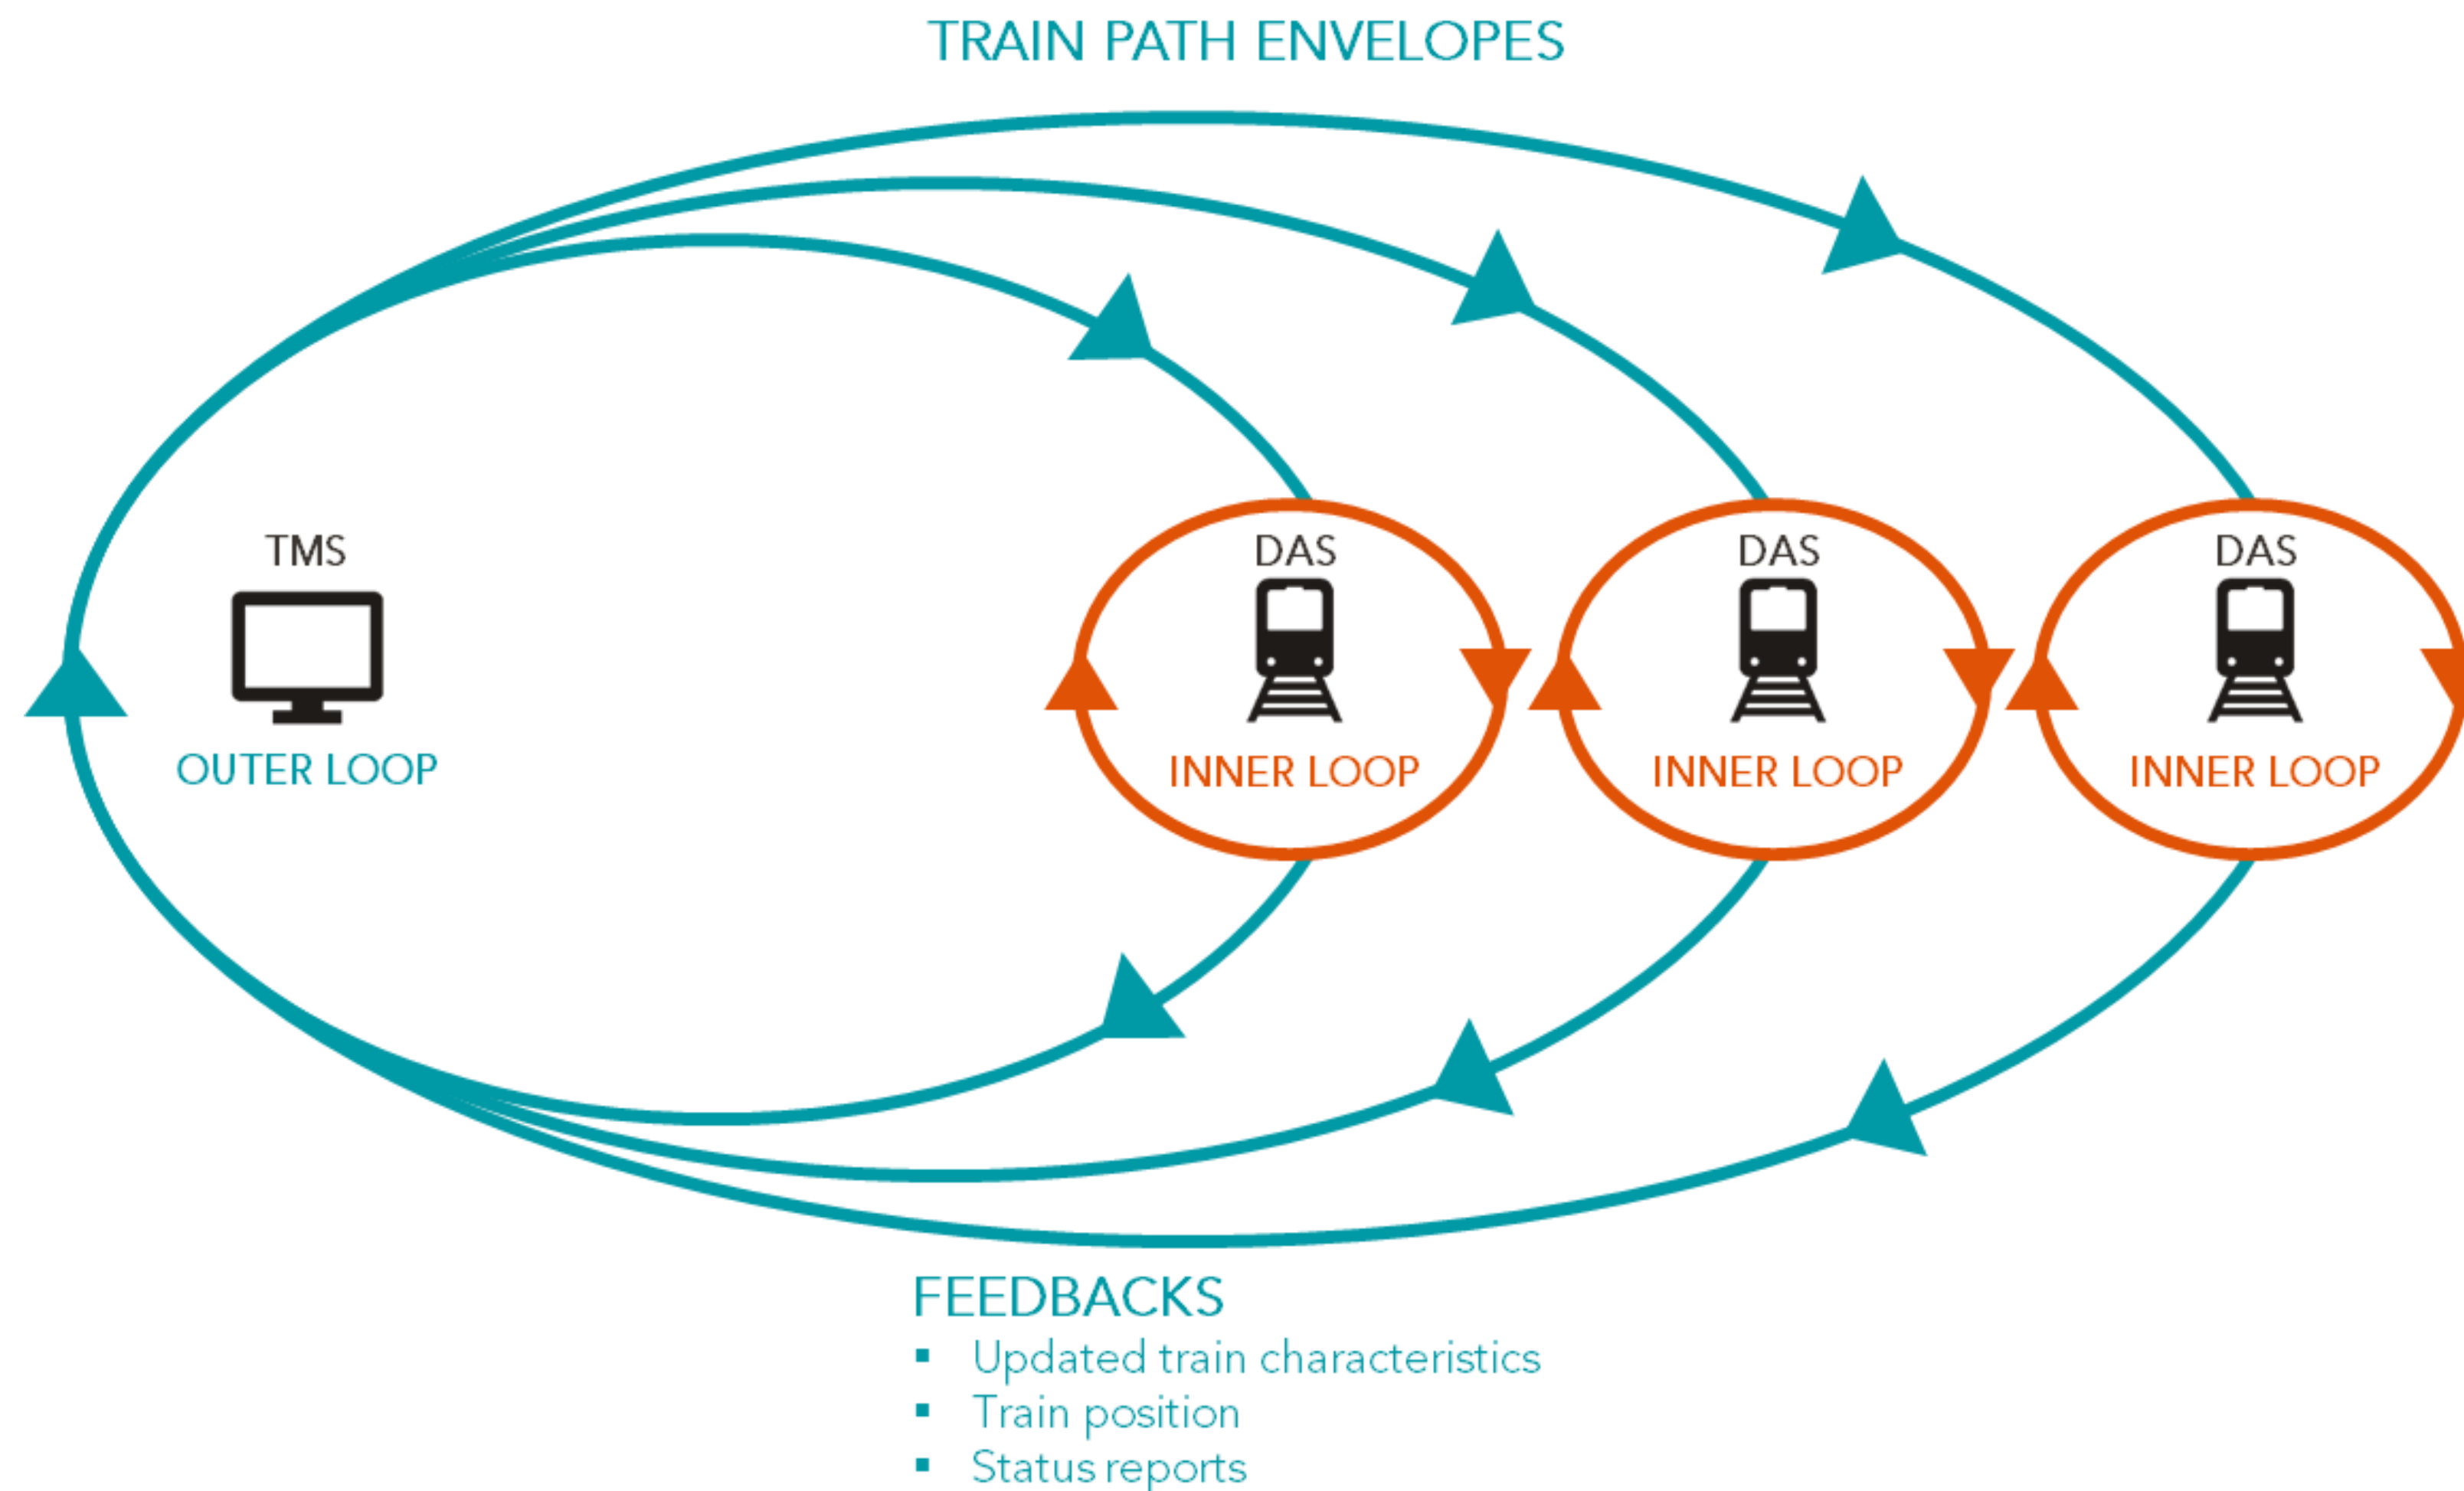 TRAIN PATH ENVELOPES
TMS
DAS
DAS
DAS
OUTER LOOP
INNER LOOP
INNER LOOP
INNER LOOP
FEEDBACKS
▪ Updated train characteristics
▪ Train position
▪ Status reports